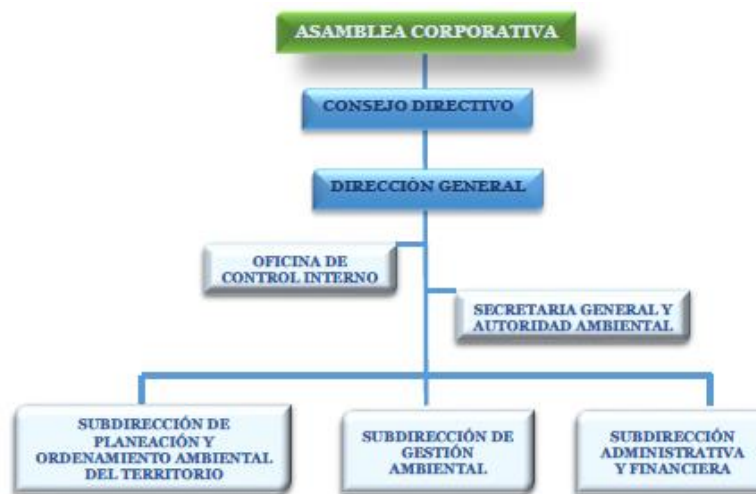 ASAMBLEA CORPORATIVA
CONSEJO DIRECTIVO
DIRECCIÓN GENERAL
OFICINA DE
CONTROL INTERNO
SECRETARIA GENERAL Y
AUTORIDAD AMBIENTAL
SUBDIRECCIÓN DE
PLANEACIÓN Y
ORDENAMIENTO AMBIENTAL
DEL TERRITORIO
SUBDIRECCIÓN DE
GESTIÓN
AMBIENTAL
SUBDIRECCIÓN
ADMINISTRATIVA
Y FINANCIERA